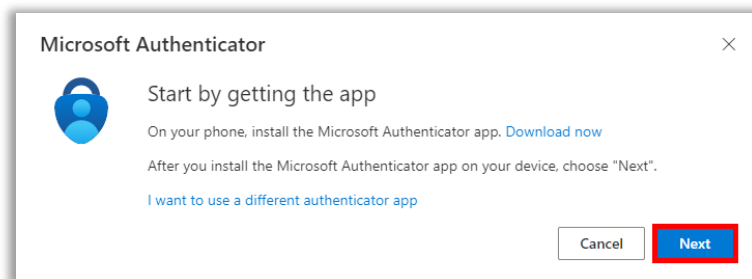 Microsoft Authenticator
Start by getting the app
On your phone, install the Microsoft Authenticator app. Download now
After you install the Microsoft Authenticator app on your device, choose "Next".
I want to use a different authenticator app
Cancel Next